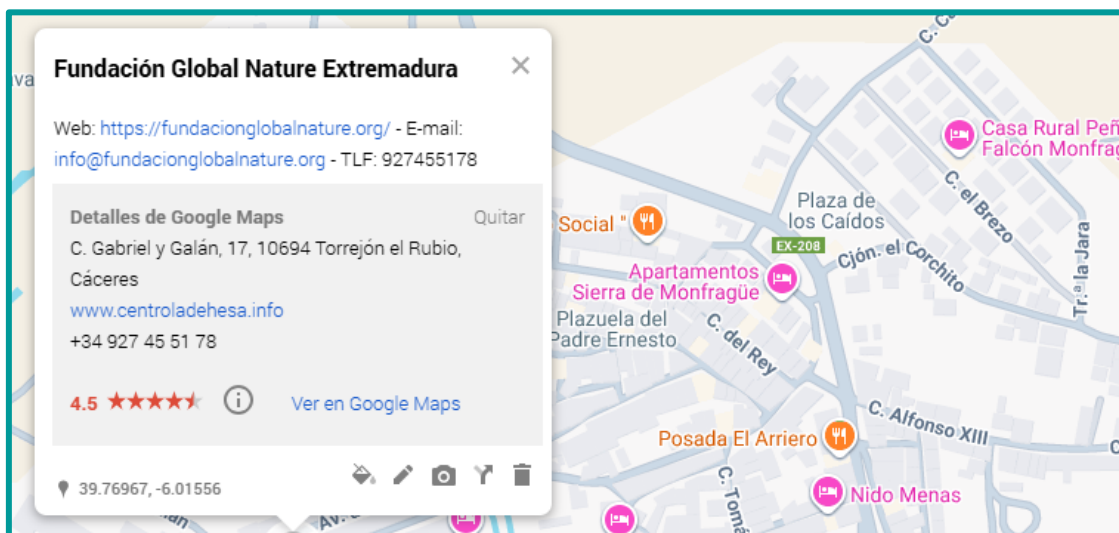 Fundación Global Nature Extremadura
Web: https://fundacionglobalnature.org/ - E-mail:
info@fundacionglobalnature.org - TLF: 927455178
Detalles de Google Maps
Quitar
C. Gabriel y Galán, 17, 10694 Torrejón el Rubio,
Cáceres
www.centroladehesa.info
+34 927 45 51 78
4.5
Ver en Google Maps
39.76967, -6.01556
Casa Rural Peñ
Falcón Monfrag
C. el Brezo
Plaza de
los Caídos
Social "
EX-208
Cjón. el Corchito
Tr.ª la Jara
Apartamentos
Sierra de Monfragüe
Plazuela del
Padre Ernesto
C. del Rey
C. Alfonso XIII
Posada El Arriero
C. Tomá
Nido Menas
Av.